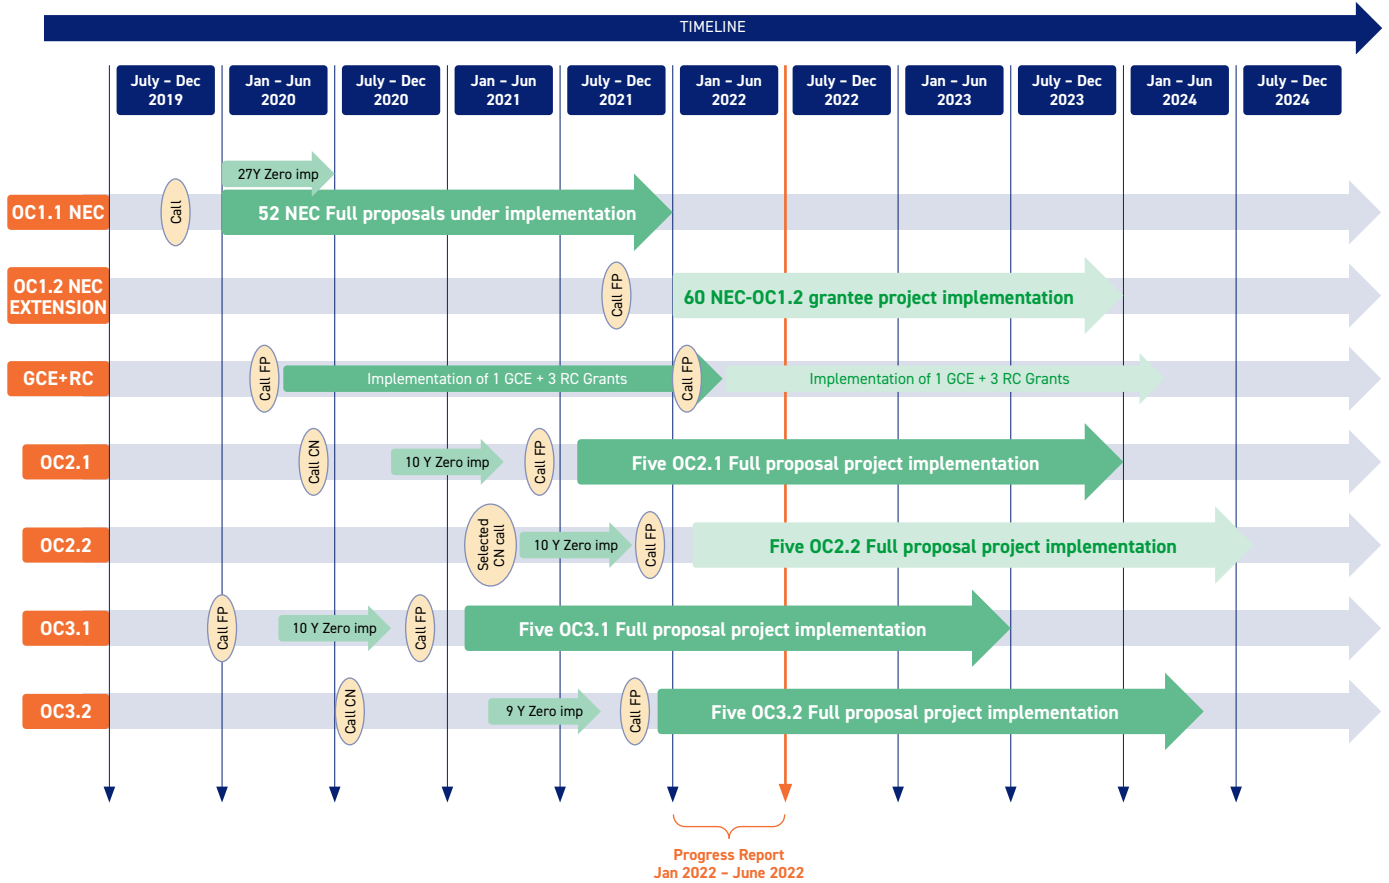 TIMELINE
July – Dec
2019
Jan – Jun
2020
July – Dec
2020
Jan – Jun
2021
July – Dec
2021
Jan – Jun
2022
July – Dec
2022
Jan – Jun
2023
July – Dec
2023
Jan – Jun
2024
July – Dec
2024
27Y Zero imp
OC1.1 NEC
Call
52 NEC Full proposals under implementation
OC1.2 NEC
EXTENSION
Call FP
60 NEC-OC1.2 grantee project implementation
GCE+RC
Call FP
Implementation of 1 GCE + 3 RC Grants
Call FP
Implementation of 1 GCE + 3 RC Grants
OC2.1
Call CN
10 Y Zero imp
Call FP
Five OC2.1 Full proposal project implementation
OC2.2
Selected
CN call
10 Y Zero imp
Call FP
Five OC2.2 Full proposal project implementation
OC3.1
Call FP
10 Y Zero imp
Call FP
Five OC3.1 Full proposal project implementation
OC3.2
Call CN
9 Y Zero imp
Call FP
Five OC3.2 Full proposal project implementation
Progress Report
Jan 2022 – June 2022